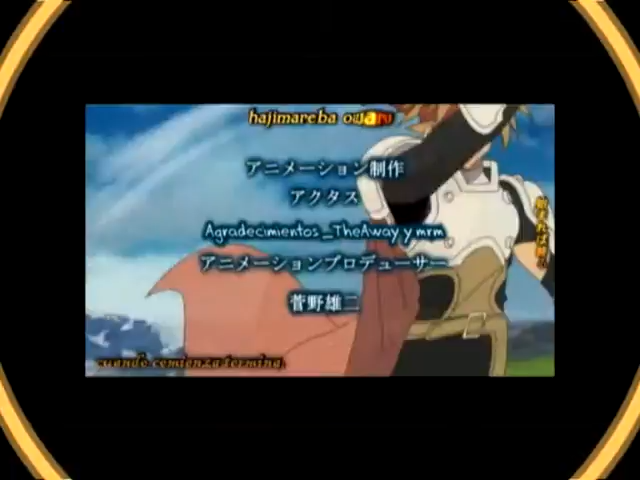 hajimareba owaru
アニメーション制作
アクタス
Agradecimientos_TheAway y mrm
アニメーションプロデューサー
菅野雄二
cuando comienza termina.